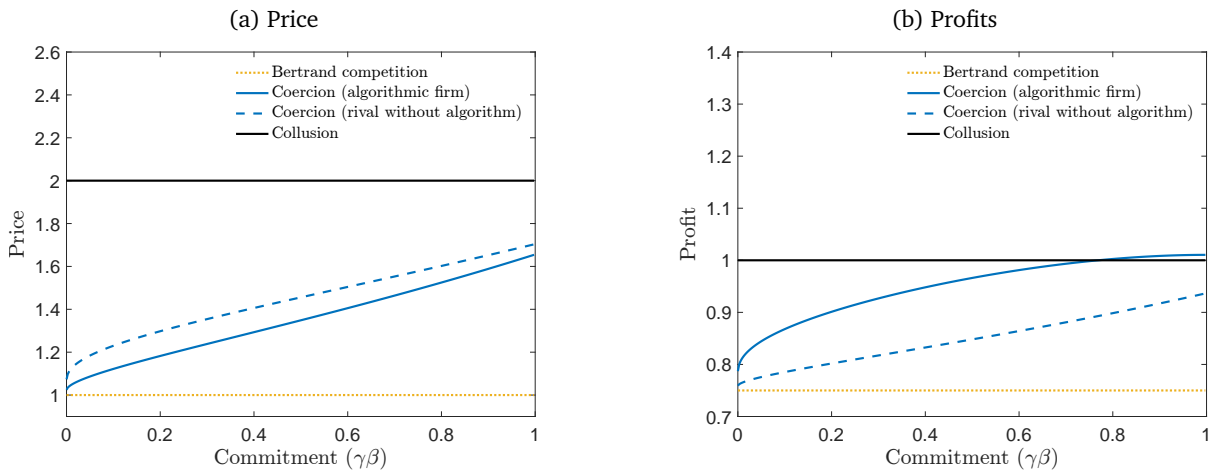 (a) Price
2.6
2.4
2.2
2
1.8
1.6
1.4
1.2
1
Price
Bertrand competition
Coercion (algorithmic firm)
Coercion (rival without algorithm)
Collusion
0 0.2 0.4 0.6 0.8 1
Commitment (γβ)
(b) Profits
1.4
1.3
1.2
1.1
1
0.9
0.8
0.7
Profit
Bertrand competition
Coercion (algorithmic firm)
Coercion (rival without algorithm)
Collusion
0 0.2 0.4 0.6 0.8 1
Commitment (γβ)